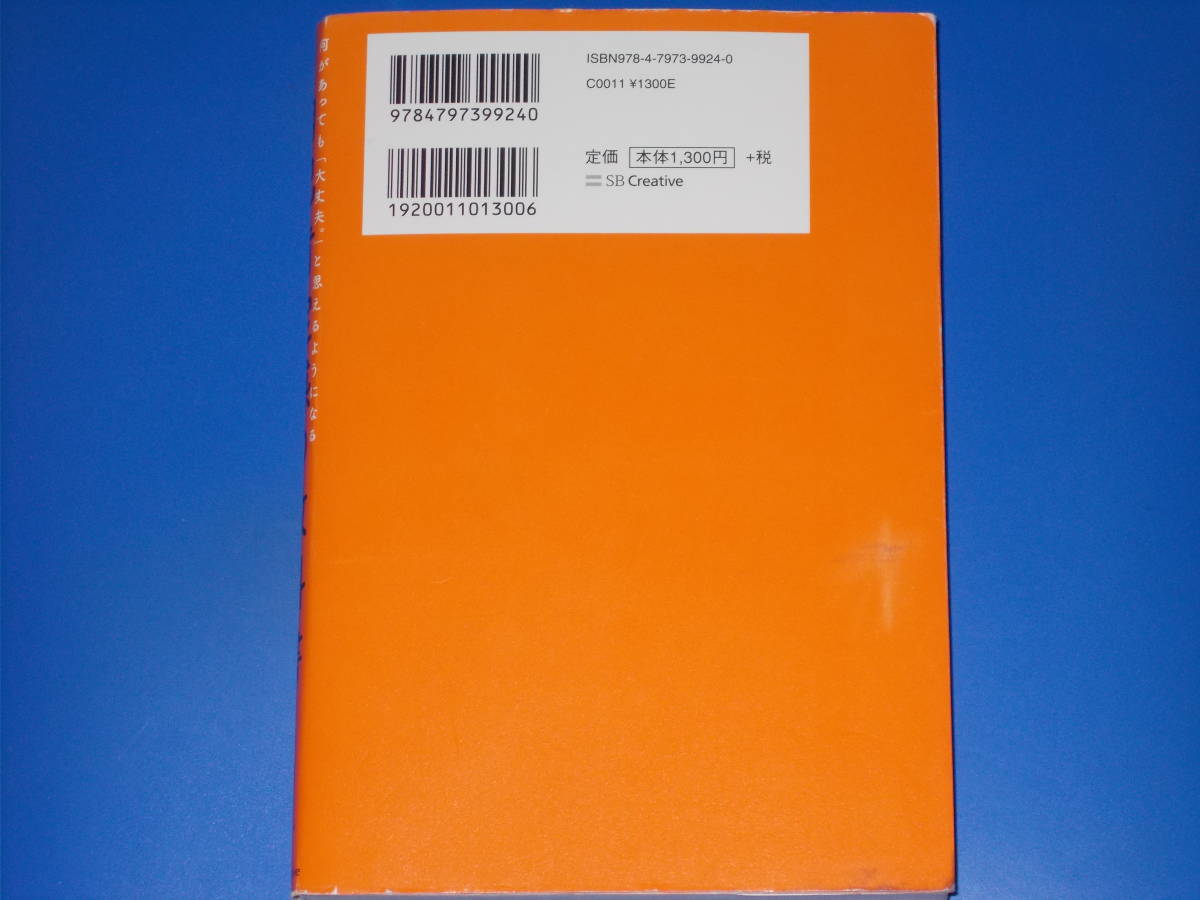 何があっても「大丈夫。」と思えるようになる
ISBN978-4-7973-9924-0
C0011 ¥1300E
9784797399240
定価 本体1,300円 +税
SB Creative
1920011013006